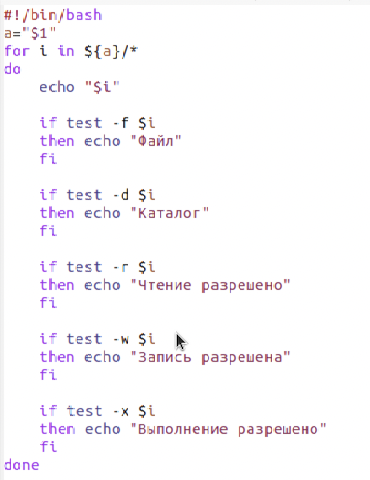 #!/bin/bash
a="$1"
for i in ${a}/*
do
    echo "$i"

    if test -f $i
    then echo "Файл"
    fi

    if test -d $i
    then echo "Каталог"
    fi

    if test -r $i
    then echo "Чтение разрешено"
    fi

    if test -w $i
    then echo "Запись разрешена"
    fi

    if test -x $i
    then echo "Выполнение разрешено"
    fi
done